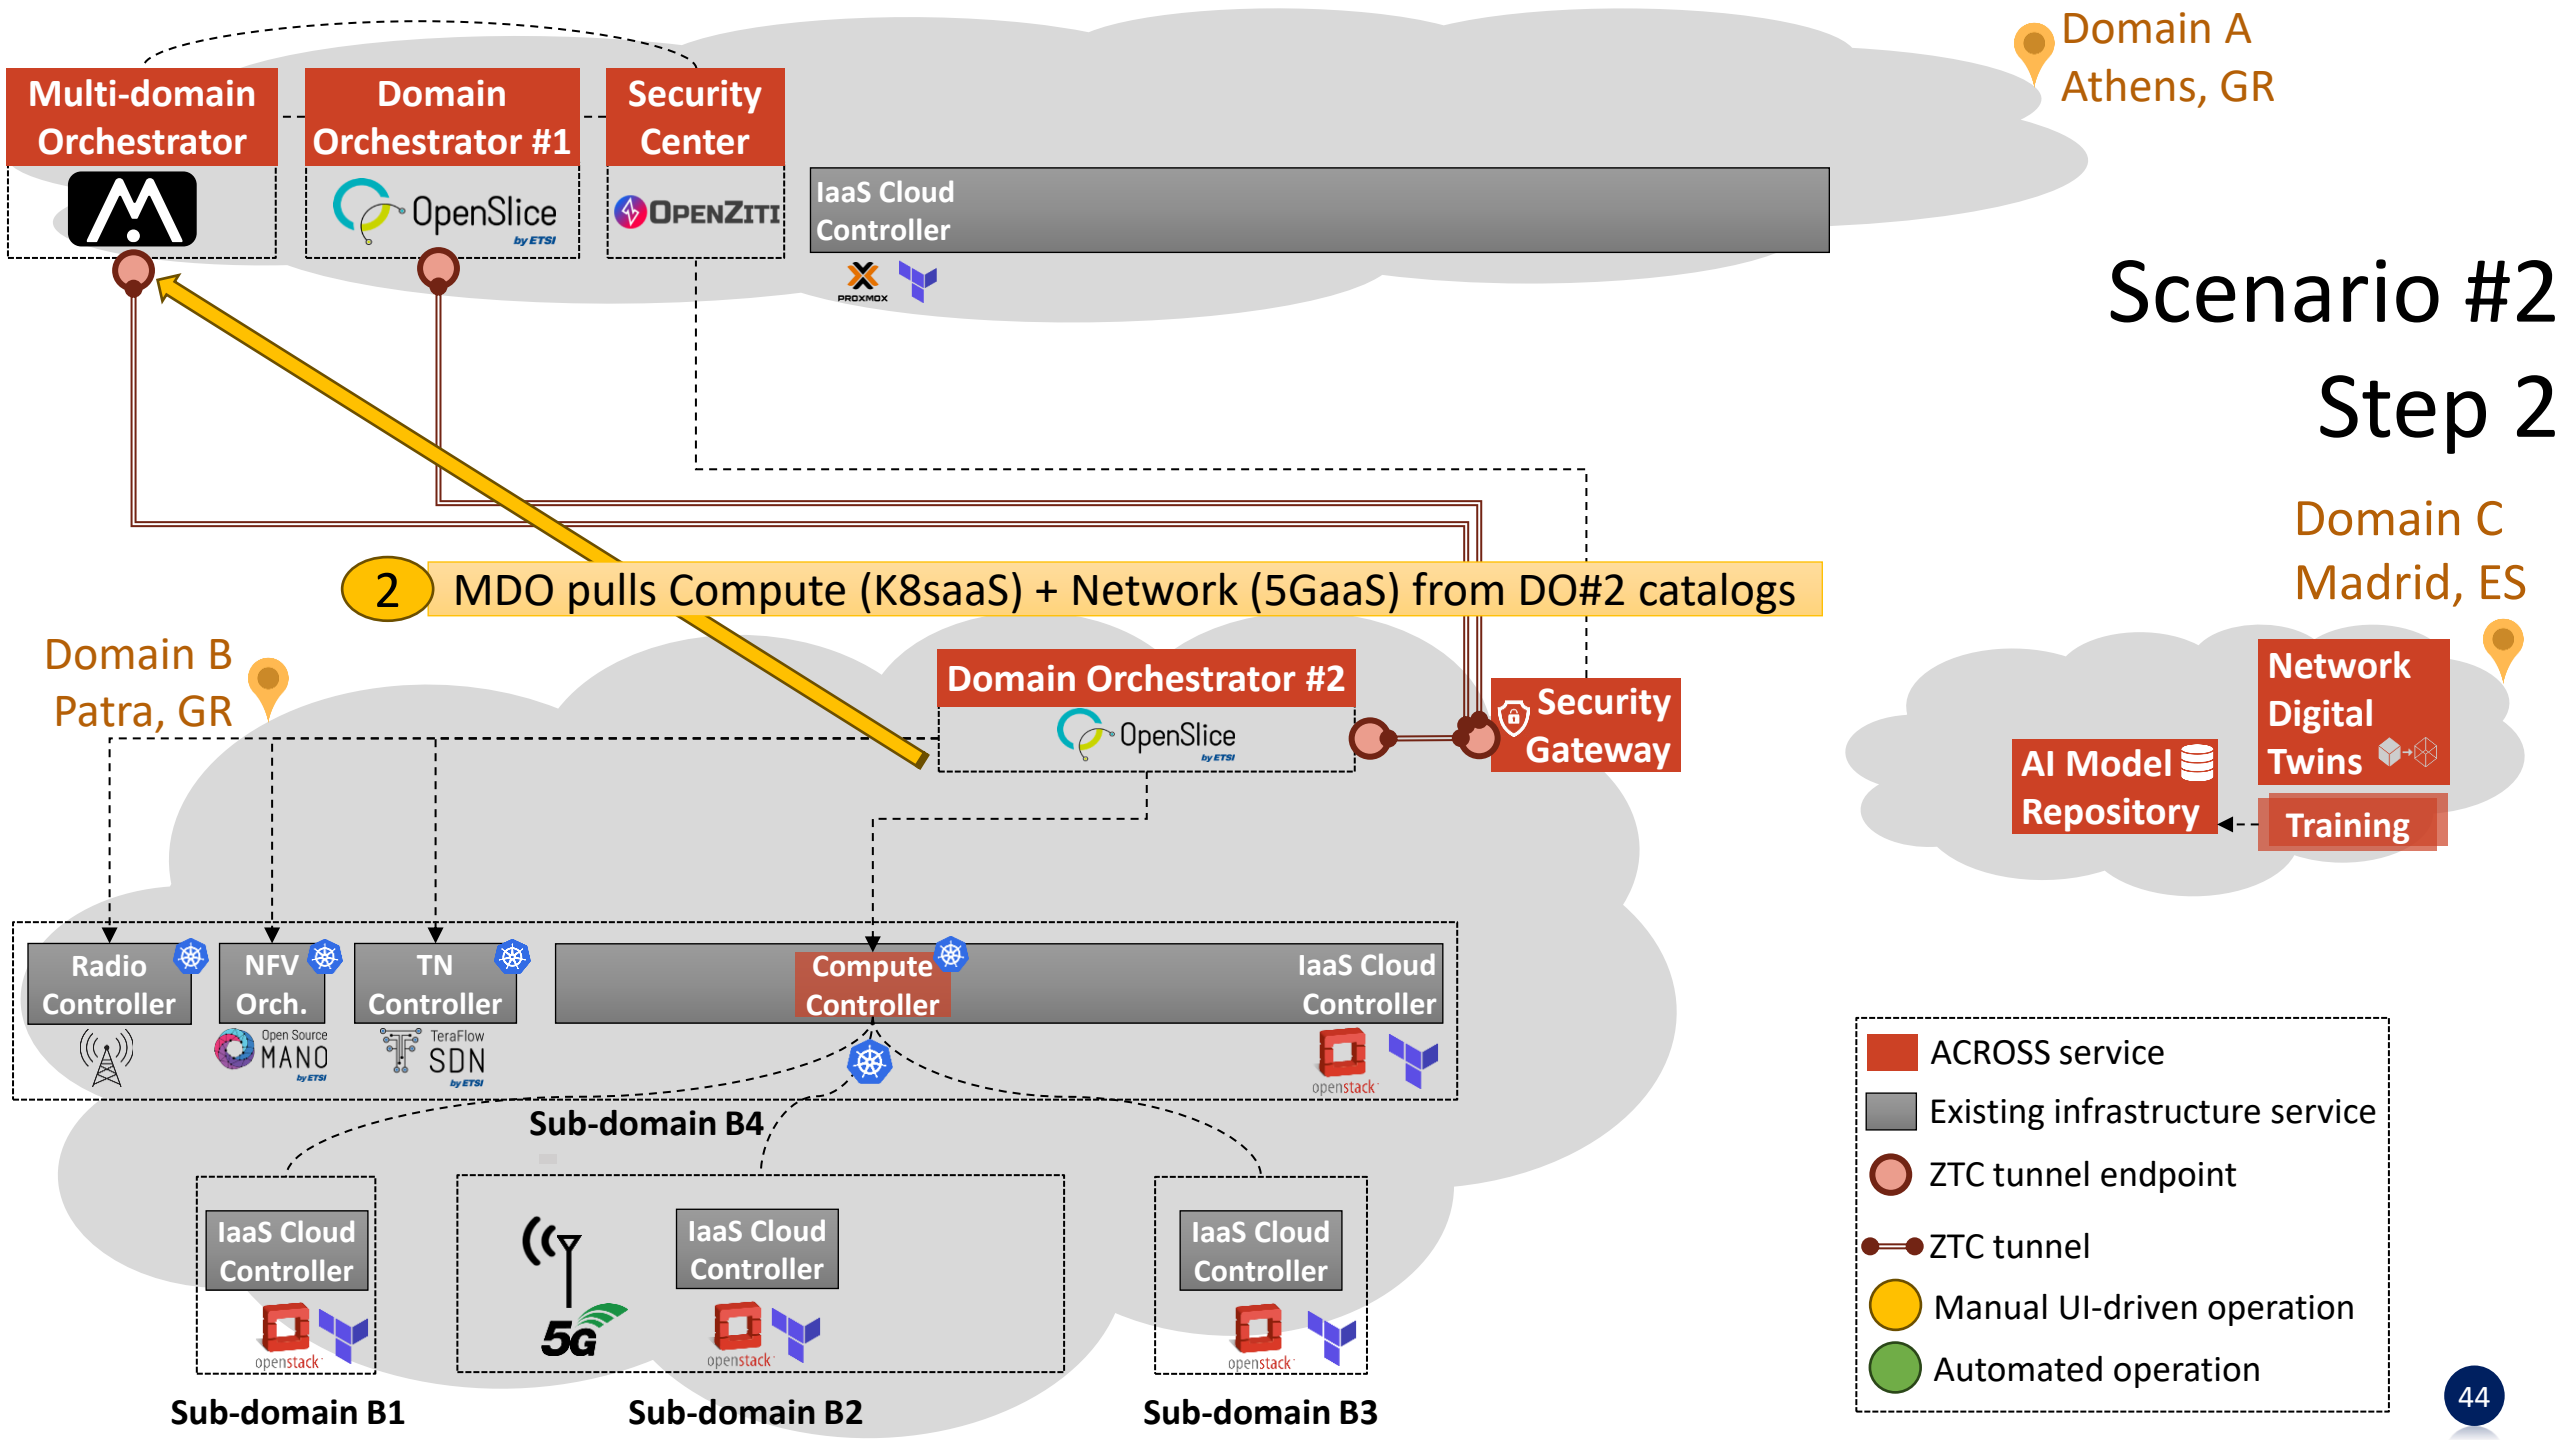 Domain A
Athens, GR
Multi-domain
Orchestrator
Domain
Orchestrator #1
Security
Center
OpenSlice
by ETSI
OPENZITI
IaaS Cloud
Controller
PROXMOX
Scenario #2
Step 2
Domain C
Madrid, ES
2
MDO pulls Compute (K8saaS) + Network (5GaaS) from DO#2 catalogs
Domain B
Patra, GR
Domain Orchestrator #2
OpenSlice
by ETSI
Security
Gateway
Network
Digital
Twins
AI Model
Repository
Training
Radio
Controller
NFV
Orch.
TN
Controller
Compute
Controller
IaaS Cloud
Controller
Open Source
MANO
by ETSI
TeraFlow
SDN
by ETSI
openstack
Sub-domain B4
IaaS Cloud
Controller
openstack
Sub-domain B1
5G
IaaS Cloud
Controller
openstack
Sub-domain B2
IaaS Cloud
Controller
openstack
Sub-domain B3
ACROSS service
Existing infrastructure service
ZTC tunnel endpoint
ZTC tunnel
Manual UI-driven operation
Automated operation
44